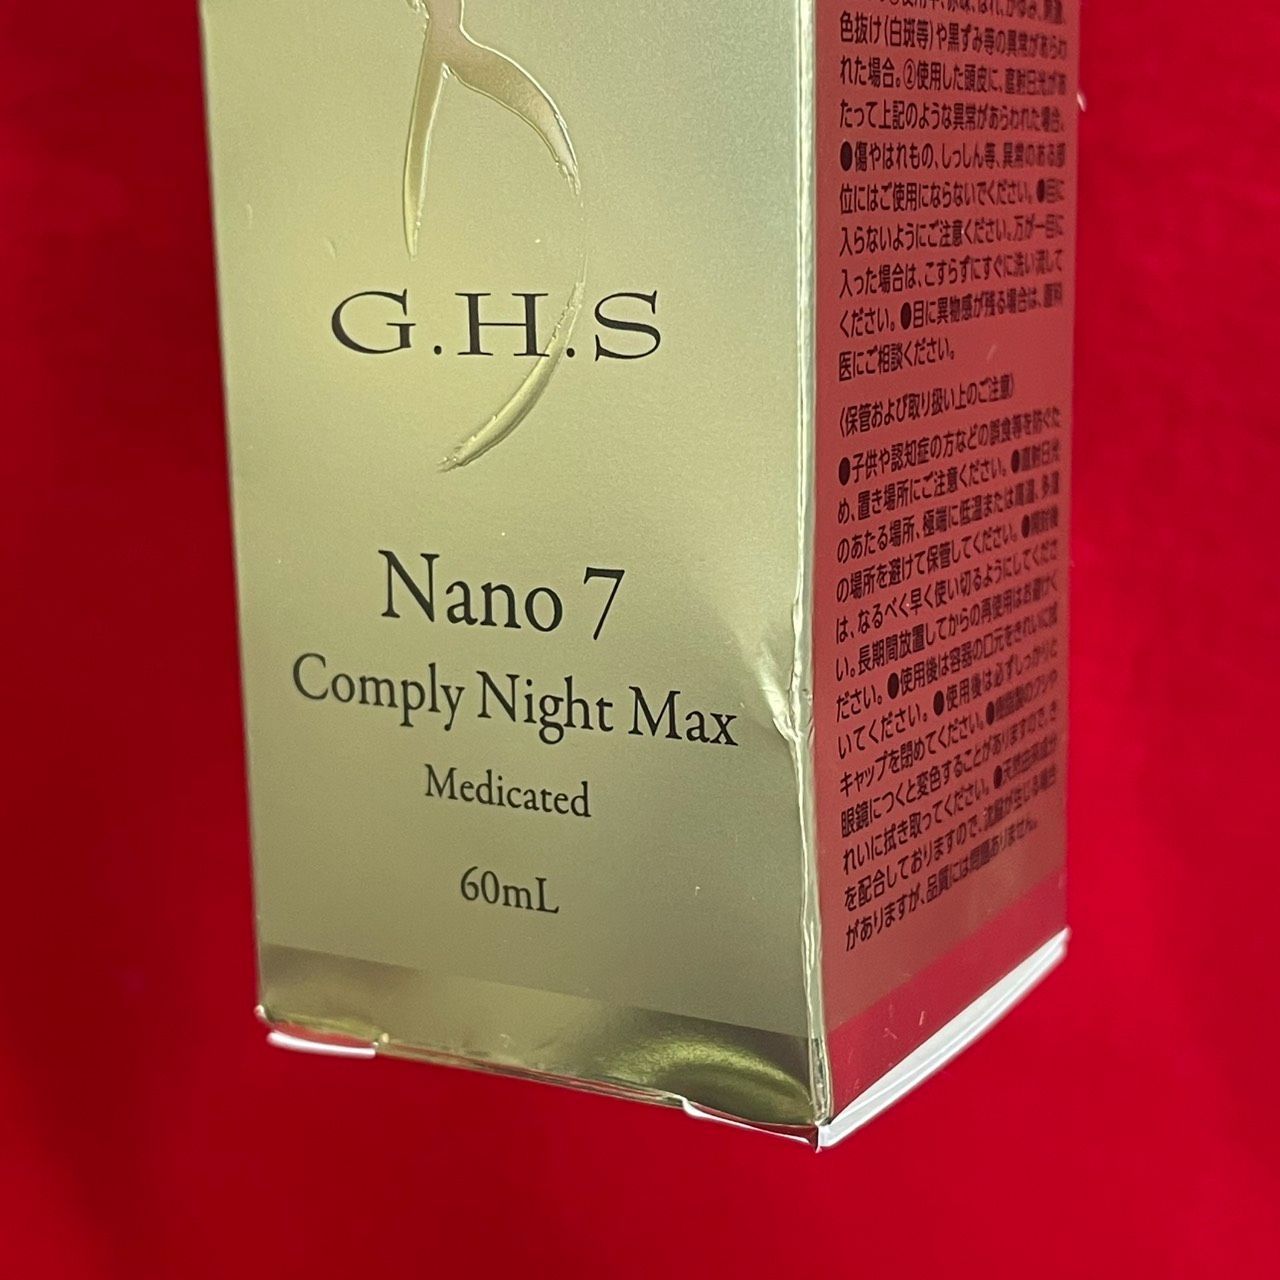 G.H.S
Nano 7
Comply Night Max
Medicated
60mL
色抜け(白斑等)や黒ずみ等の異常があらわ
れた場合。②使用した頭皮に、直射日光があ
たって上記のような異常があらわれた場合。
●傷やはれもの、しっしん等、異常のある部
位にはご使用にならないでください。●目に
入らないようにご注意ください。万が一目に
入った場合は、こすらずにすぐに洗い流して
ください。●目に異物感が残る場合は、眼科
医にご相談ください。
〈保管および取り扱い上のご注意〉
●子供や認知症の方などの誤食等を防ぐた
め、置き場所にご注意ください。●直射日光
のあたる場所、極端に低温または高温、多湿
の場所を避けて保管してください。●開封後
は、なるべく早く使い切るようにしてくださ
い。長期間放置してからの再使用はお避けく
ださい。●使用後は容器の口元をきれいに拭
いてください。●使用後は必ずしっかりと
キャップを閉めてください。●樹脂製のクシや
眼鏡につくと変色することがありますので、き
れいに拭き取ってください。●天然由来成分
を配合しておりますので、沈殿が生じる場合
がありますが、品質には問題ありません。